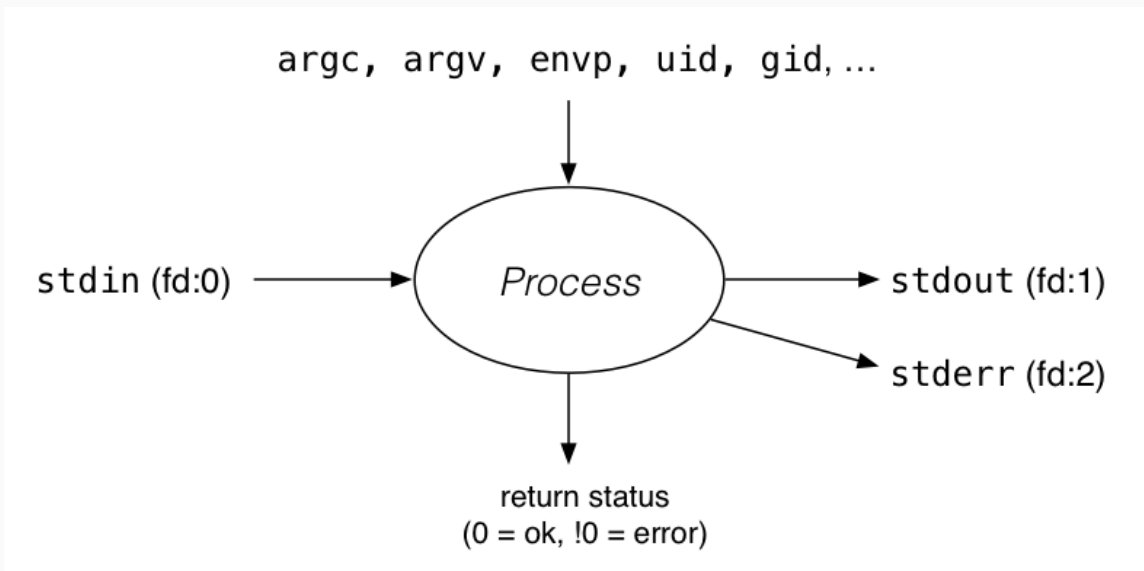 argc, argv, envp, uid, gid, ...
stdin (fd:0)
Process
stdout (fd:1)
stderr (fd:2)
return status
(0 = ok, !0 = error)